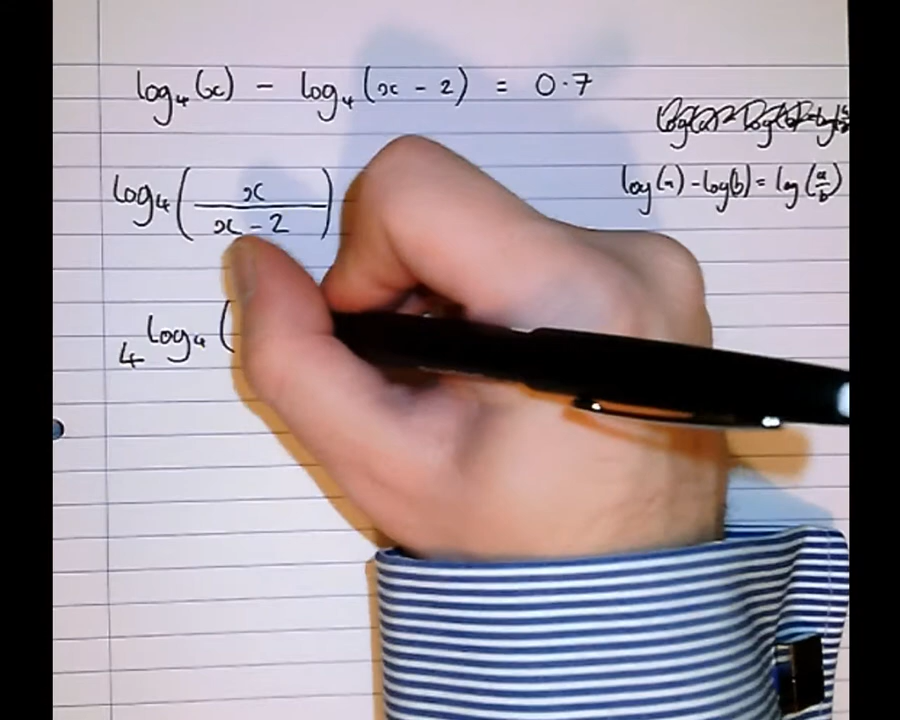 log₄(x) - log₄(x - 2) = 0.7
log(a) - log(b) = log(a/b)
log₄(x/(x - 2))
4^log₄(